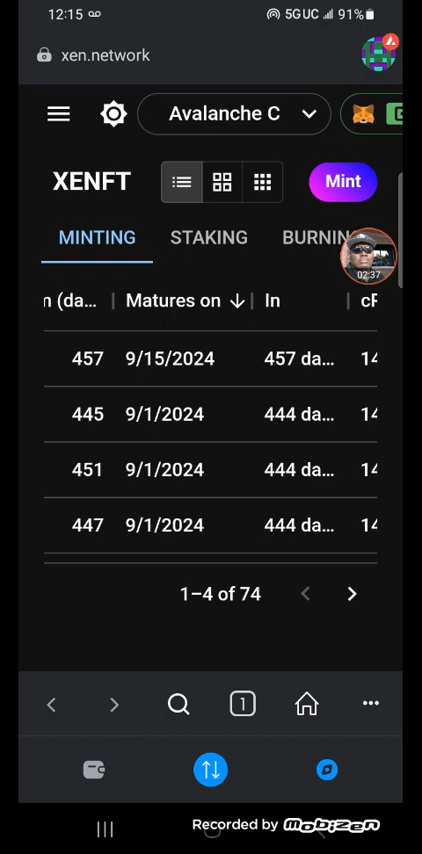 12:15 5G UC 91%
xen.network
Avalanche C
XENFT Mint
MINTING STAKING BURNIN
02:37
n (da... Matures on In cF
457 9/15/2024 457 da... 14
445 9/1/2024 444 da... 14
451 9/1/2024 444 da... 14
447 9/1/2024 444 da... 14
1–4 of 74
1
Recorded by MOBIZEN